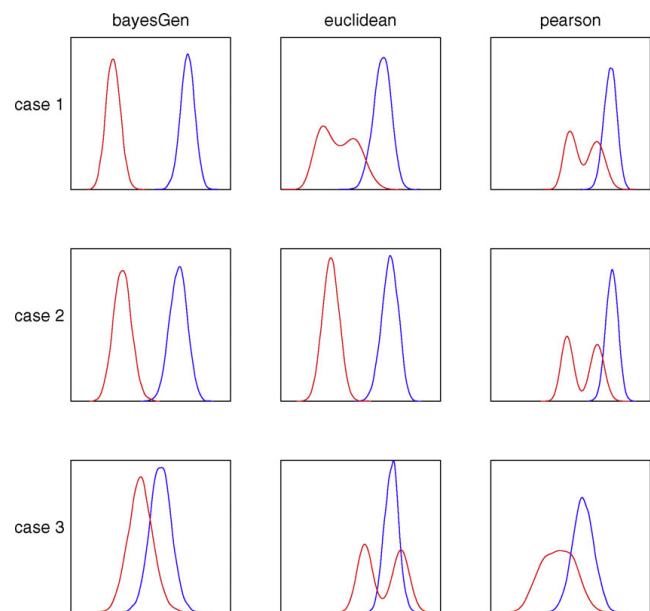 bayesGen
euclidean
pearson
case 1
case 2
case 3